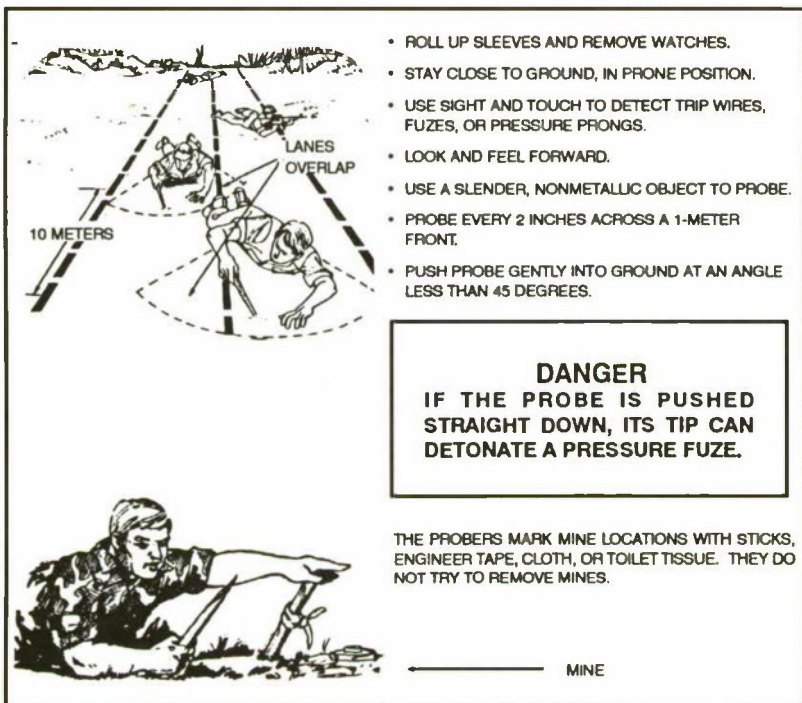 • ROLL UP SLEEVES AND REMOVE WATCHES.
• STAY CLOSE TO GROUND, IN PRONE POSITION.
• USE SIGHT AND TOUCH TO DETECT TRIP WIRES,
FUZES, OR PRESSURE PRONGS.
• LOOK AND FEEL FORWARD.
• USE A SLENDER, NONMETALLIC OBJECT TO PROBE.
• PROBE EVERY 2 INCHES ACROSS A 1-METER
FRONT.
• PUSH PROBE GENTLY INTO GROUND AT AN ANGLE
LESS THAN 45 DEGREES.
LANES
OVERLAP
10 METERS
DANGER
IF THE PROBE IS PUSHED
STRAIGHT DOWN, ITS TIP CAN
DETONATE A PRESSURE FUZE.
THE PROBERS MARK MINE LOCATIONS WITH STICKS,
ENGINEER TAPE, CLOTH, OR TOILET TISSUE. THEY DO
NOT TRY TO REMOVE MINES.
MINE